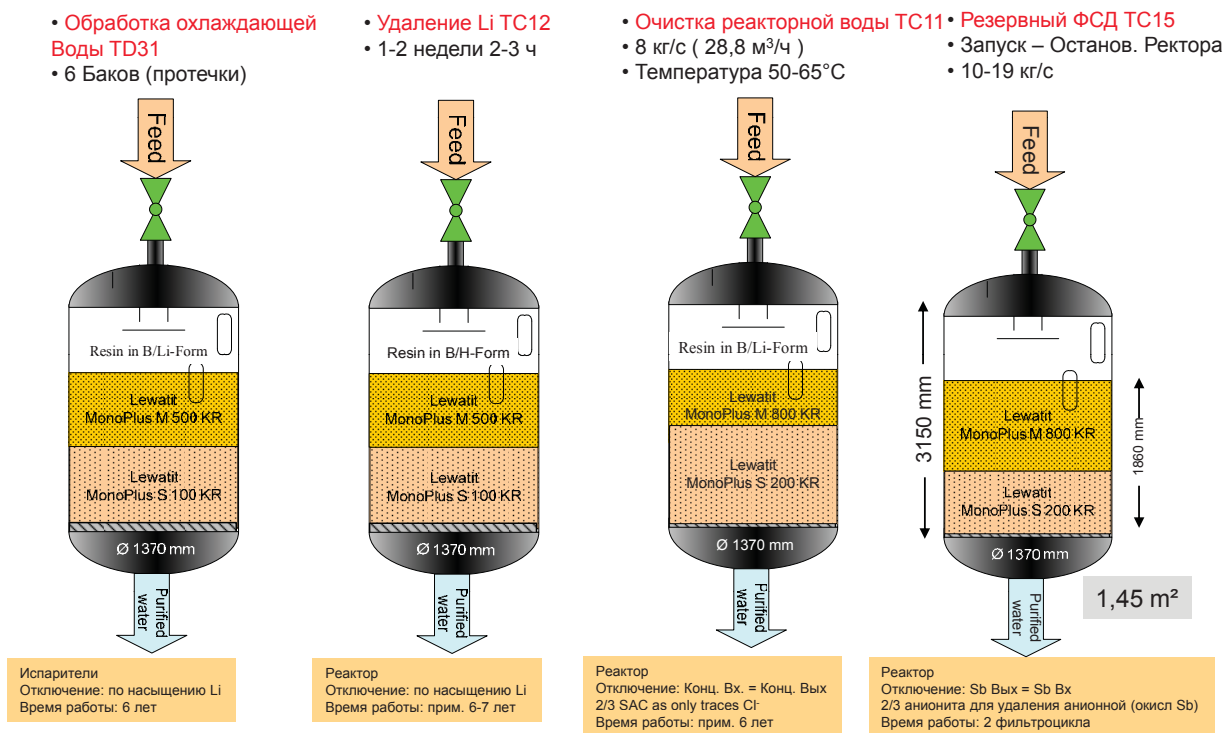 • Обработка охлаждающей
Воды TD31
• 6 Баков (протечки)
Feed
Resin in B/Li-Form
Lewatit
MonoPlus M 500 KR
Lewatit
MonoPlus S 100 KR
Ø 1370 mm
Purified
water
Испарители
Отключение: по насыщению Li
Время работы: 6 лет
• Удаление Li TC12
• 1-2 недели 2-3 ч
Feed
Resin in B/H-Form
Lewatit
MonoPlus M 500 KR
Lewatit
MonoPlus S 100 KR
Ø 1370 mm
Purified
water
Реактор
Отключение: по насыщению Li
Время работы: прим. 6-7 лет
• Очистка реакторной воды TC11
• 8 кг/с ( 28,8 м³/ч )
• Температура 50-65°C
Feed
Resin in B/Li-Form
Lewatit
MonoPlus M 800 KR
Lewatit
MonoPlus S 200 KR
Ø 1370 mm
Purified
water
Реактор
Отключение: Конц. Вх. = Конц. Вых
2/3 SAC as only traces Cl⁻
Время работы: прим. 6 лет
• Резервный ФСД TC15
• Запуск – Останов. Ректора
• 10-19 кг/с
Feed
3150 mm
Lewatit
MonoPlus M 800 KR
Lewatit
MonoPlus S 200 KR
1860 mm
Ø 1370 mm
Purified
water
1,45 m²
Реактор
Отключение: Sb Вых = Sb Вх
2/3 анионита для удаления анионной (окисл Sb)
Время работы: 2 фильтроцикла